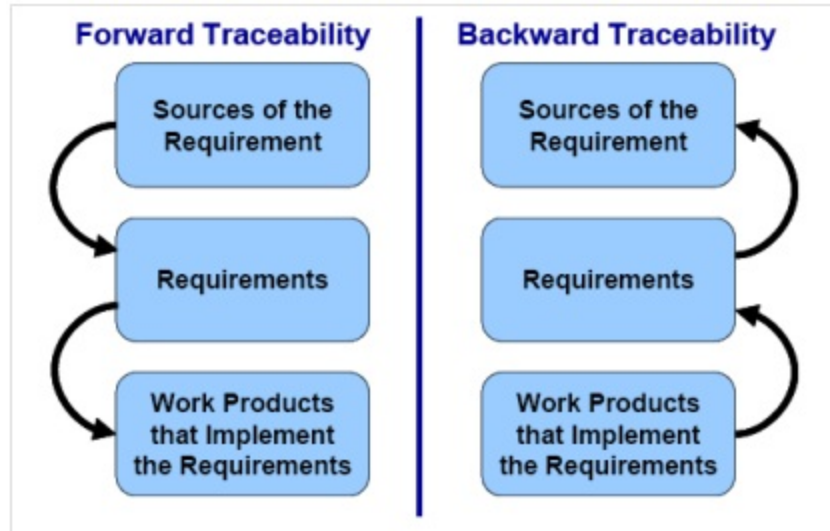 Forward Traceability
Sources of the
Requirement
Requirements
Work Products
that Implement
the Requirements
Backward Traceability
Sources of the
Requirement
Requirements
Work Products
that Implement
the Requirements